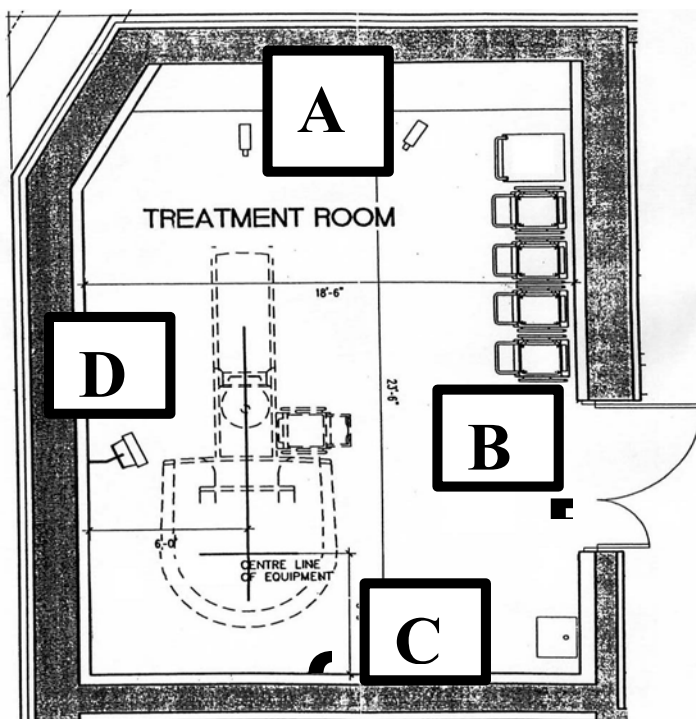 A
TREATMENT ROOM
18'-6"
D
23'-6"
B
6'-0"
CENTRE LINE
OF EQUIPMENT
C